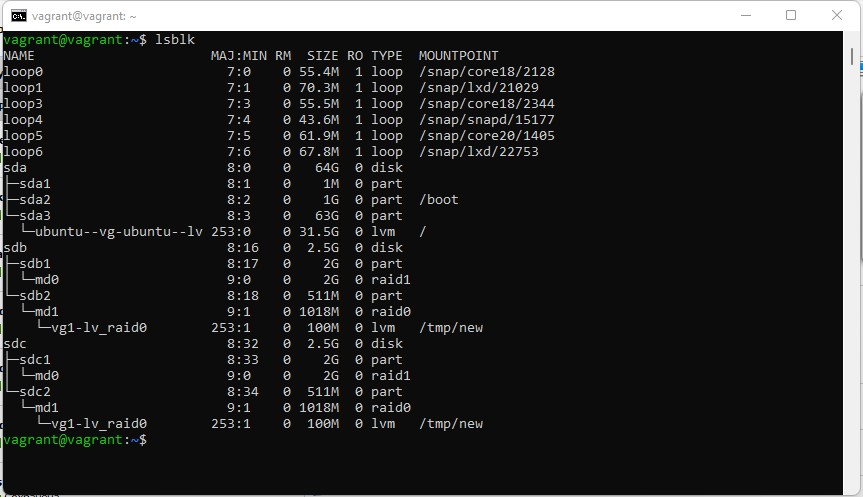 vagrant@vagrant: ~
vagrant@vagrant:~$ lsblk
NAME                      MAJ:MIN RM  SIZE RO TYPE  MOUNTPOINT
loop0                       7:0    0 55.4M  1 loop  /snap/core18/2128
loop1                       7:1    0 70.3M  1 loop  /snap/lxd/21029
loop3                       7:3    0 55.5M  1 loop  /snap/core18/2344
loop4                       7:4    0 43.6M  1 loop  /snap/snapd/15177
loop5                       7:5    0 61.9M  1 loop  /snap/core20/1405
loop6                       7:6    0 67.8M  1 loop  /snap/lxd/22753
sda                         8:0    0   64G  0 disk
├─sda1                      8:1    0    1M  0 part
├─sda2                      8:2    0    1G  0 part  /boot
└─sda3                      8:3    0   63G  0 part
  └─ubuntu--vg-ubuntu--lv 253:0    0 31.5G  0 lvm   /
sdb                         8:16   0  2.5G  0 disk
├─sdb1                      8:17   0    2G  0 part
│ └─md0                     9:0    0    2G  0 raid1
└─sdb2                      8:18   0  511M  0 part
  └─md1                     9:1    0 1018M  0 raid0
    └─vg1-lv_raid0        253:1    0  100M  0 lvm   /tmp/new
sdc                         8:32   0  2.5G  0 disk
├─sdc1                      8:33   0    2G  0 part
│ └─md0                     9:0    0    2G  0 raid1
└─sdc2                      8:34   0  511M  0 part
  └─md1                     9:1    0 1018M  0 raid0
    └─vg1-lv_raid0        253:1    0  100M  0 lvm   /tmp/new
vagrant@vagrant:~$